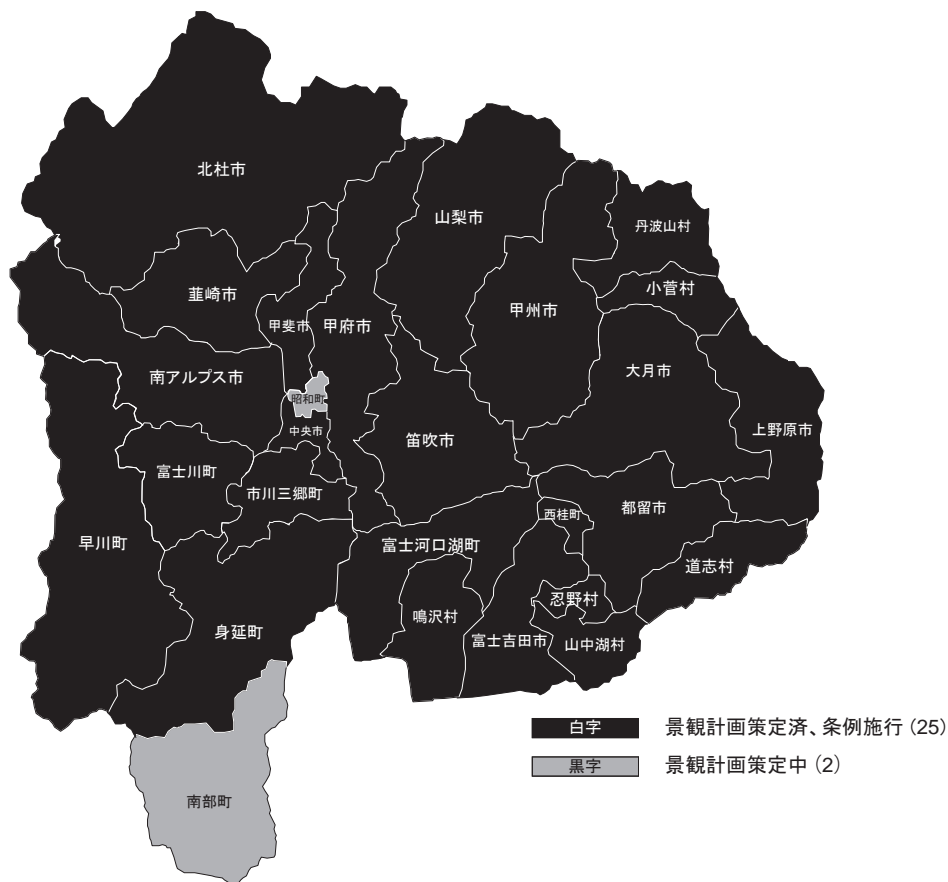 北杜市
山梨市
丹波山村
韮崎市
小菅村
甲斐市
甲府市
甲州市
南アルプス市
大月市
昭和町
中央市
笛吹市
上野原市
富士川町
市川三郷町
西桂町
都留市
早川町
富士河口湖町
道志村
忍野村
鳴沢村
身延町
富士吉田市
山中湖村
南部町
白字 景観計画策定済、条例施行 (25)
黒字 景観計画策定中 (2)